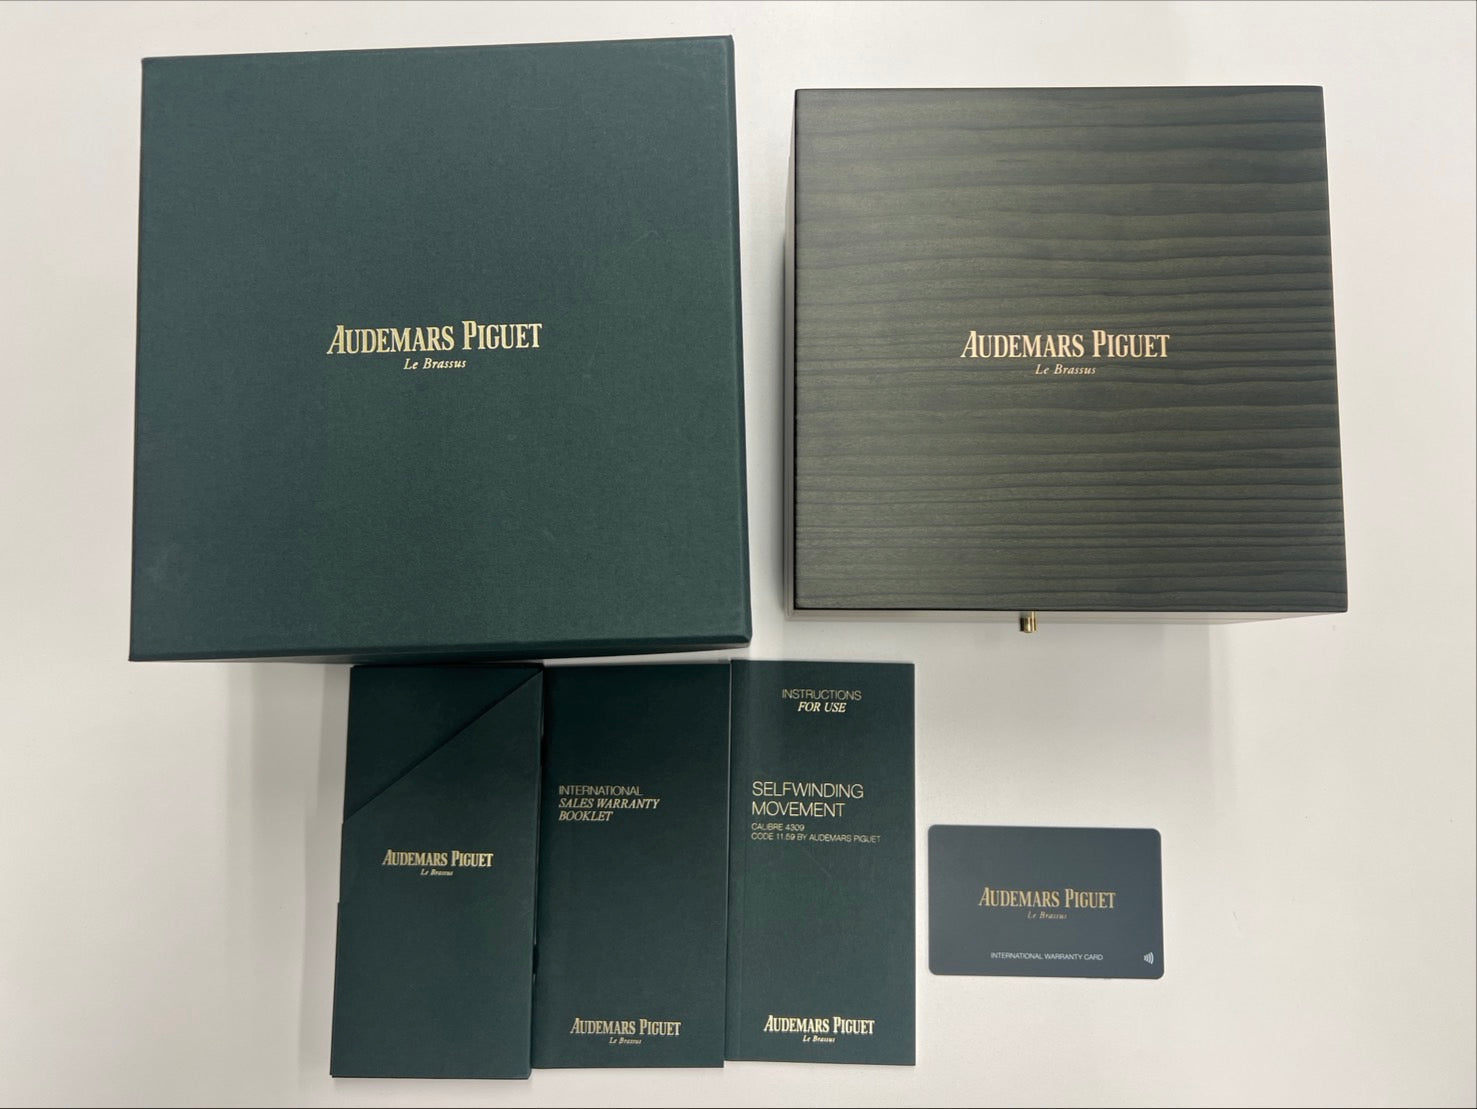 AUDEMARS PIGUET
Le Brassus
AUDEMARS PIGUET
Le Brassus
AUDEMARS PIGUET
Le Brassus
INTERNATIONAL
SALES WARRANTY
BOOKLET
AUDEMARS PIGUET
Le Brassus
INSTRUCTIONS
FOR USE
SELFWINDING
MOVEMENT
CALIBRE 4309
CODE 11.59 BY AUDEMARS PIGUET
AUDEMARS PIGUET
Le Brassus
AUDEMARS PIGUET
Le Brassus
INTERNATIONAL WARRANTY CARD